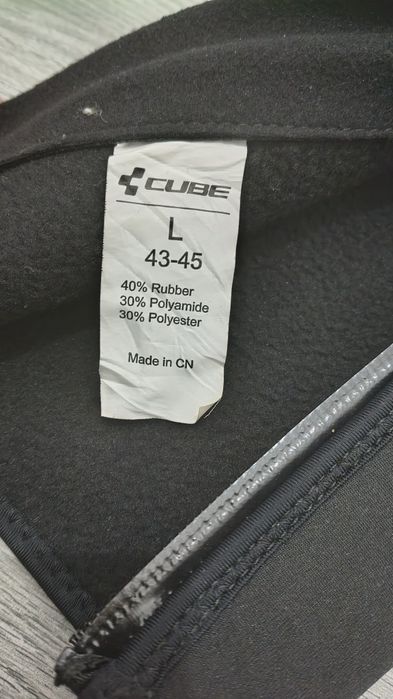 CUBE
L
43-45
40% Rubber
30% Polyamide
30% Polyester
Made in CN